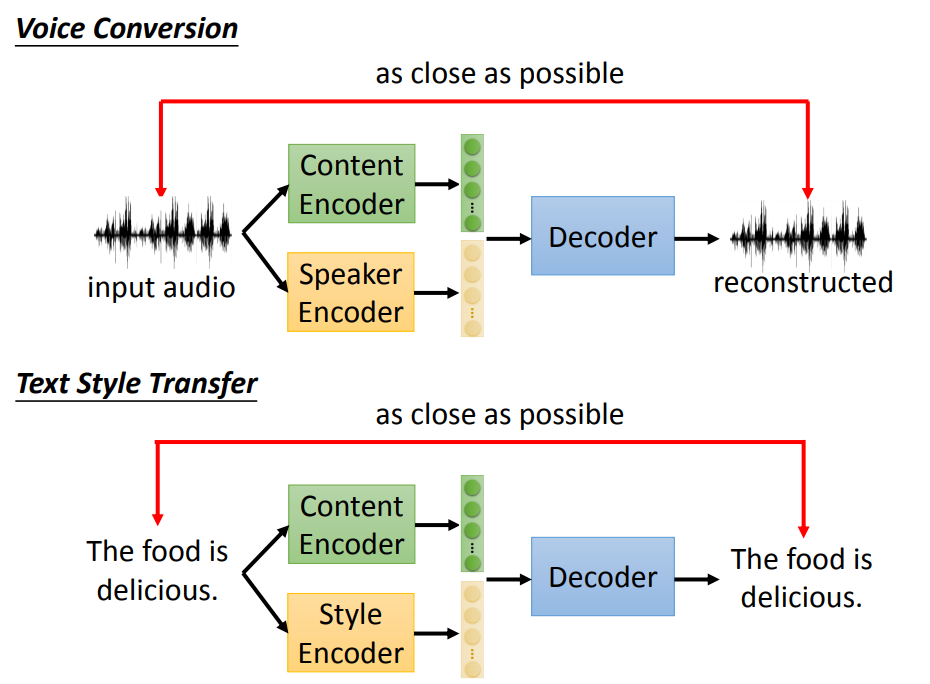 Voice Conversion
as close as possible
Content
Encoder
input audio
Speaker
Encoder
Decoder
reconstructed
Text Style Transfer
as close as possible
Content
Encoder
The food is
delicious.
Style
Encoder
Decoder
The food is
delicious.